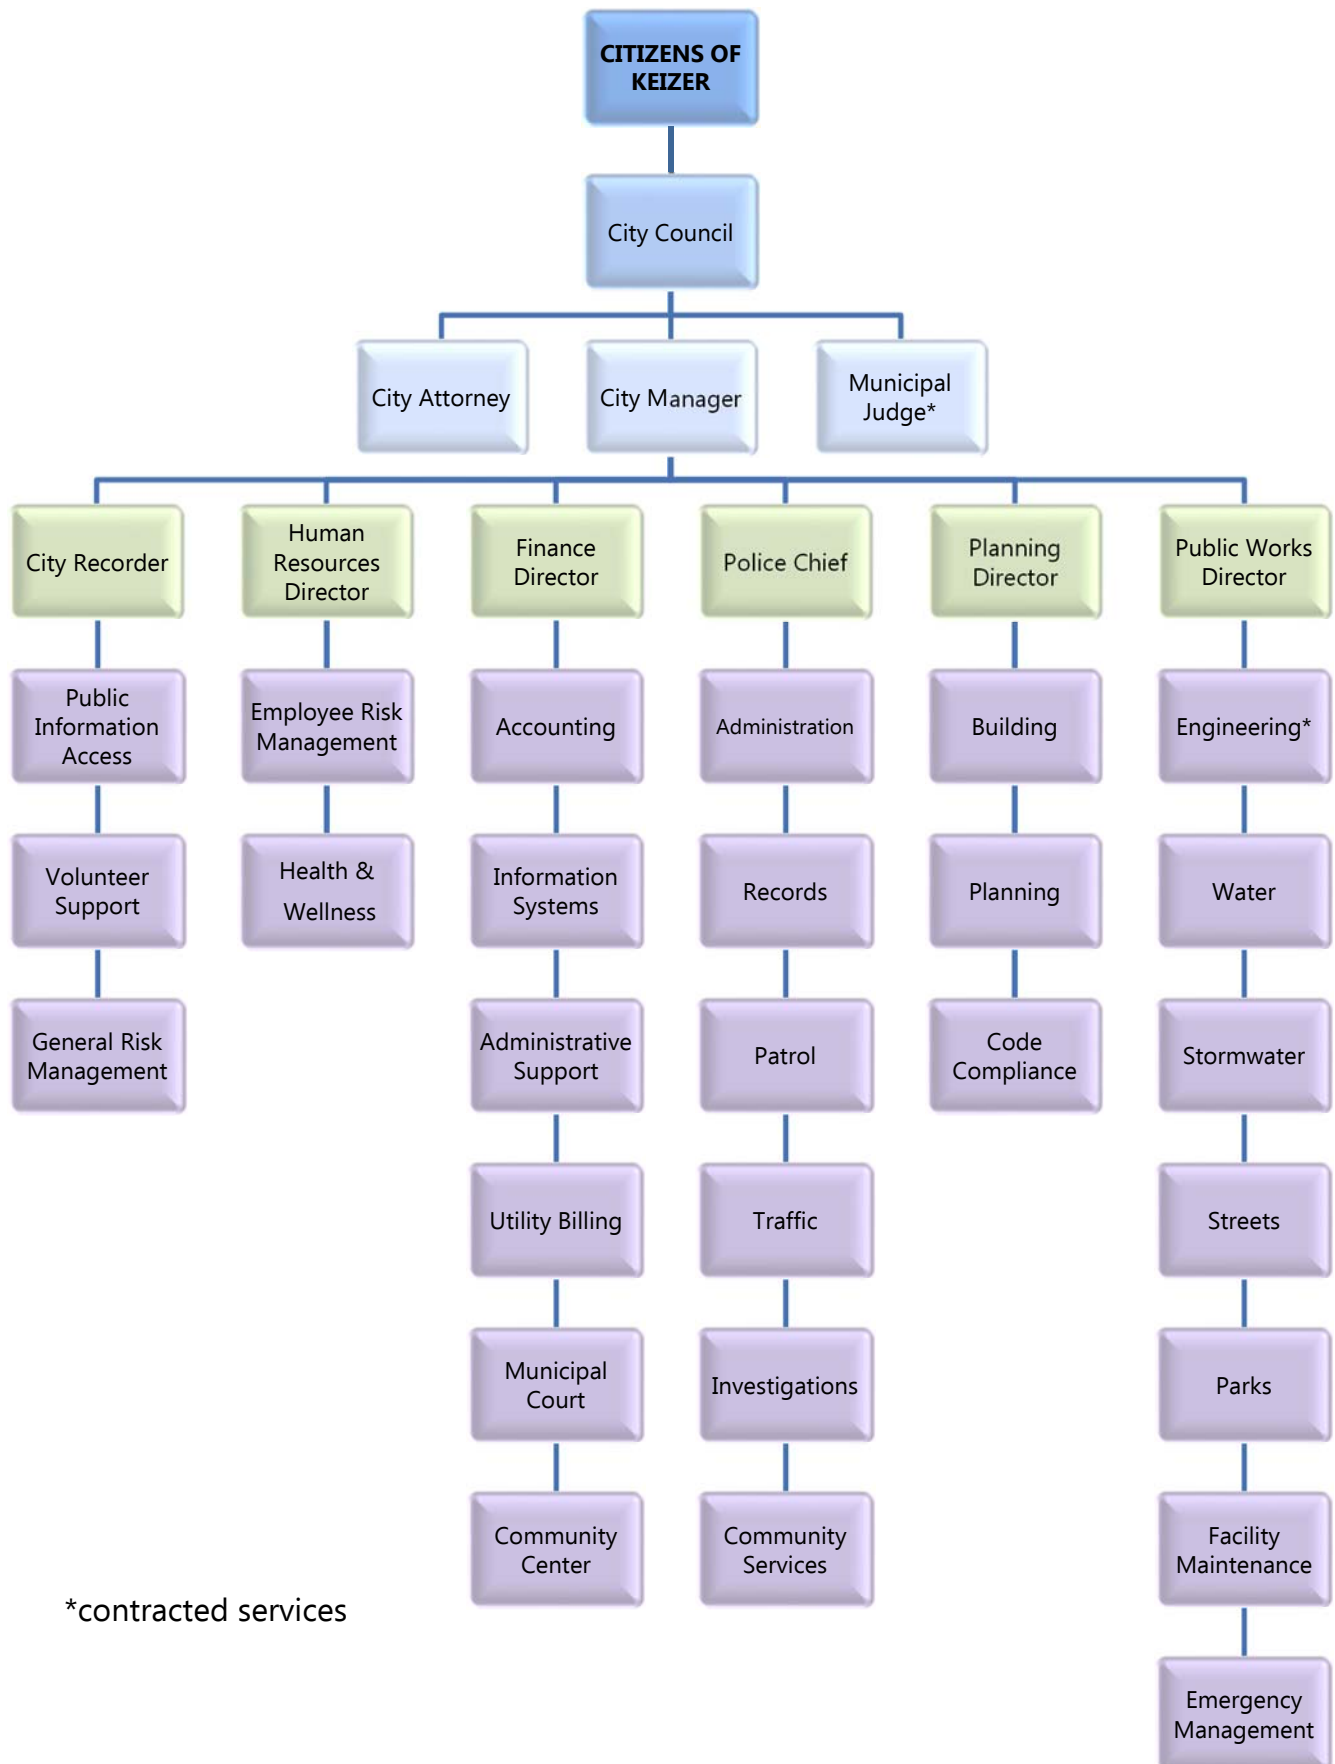 CITIZENS OF
KEIZER
City Council
City Attorney
City Manager
Municipal
Judge*
City Recorder
Human
Resources
Director
Finance
Director
Police Chief
Planning
Director
Public Works
Director
Public
Information
Access
Employee Risk
Management
Accounting
Administration
Building
Engineering*
Volunteer
Support
Health &
Wellness
Information
Systems
Records
Planning
Water
General Risk
Management
Administrative
Support
Patrol
Code
Compliance
Stormwater
Utility Billing
Traffic
Streets
Municipal
Court
Investigations
Parks
Community
Center
Community
Services
Facility
Maintenance
*contracted services
Emergency
Management